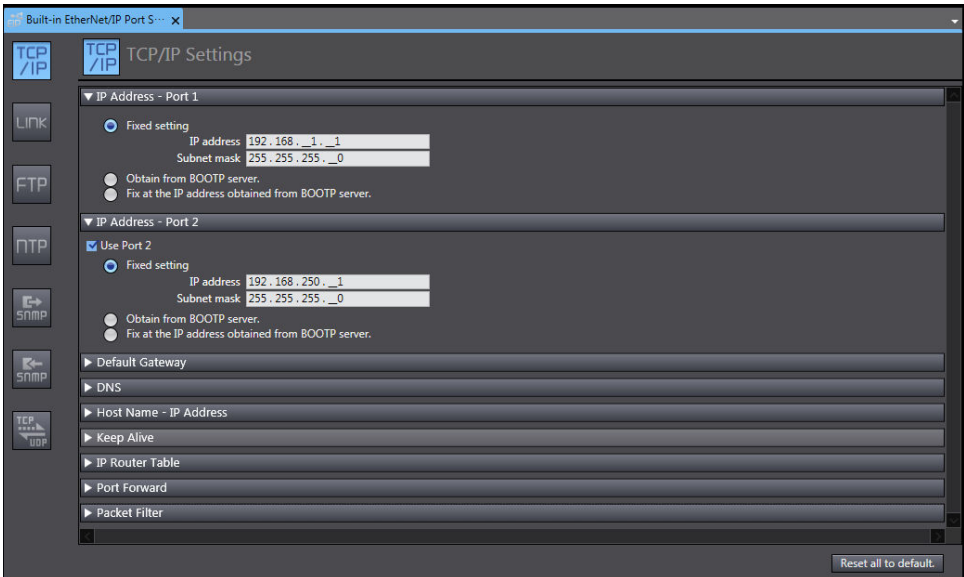 Built-in EtherNet/IP Port S··· x
TCP/IP
TCP/IP TCP/IP Settings
▼ IP Address - Port 1
LINK
Fixed setting
IP address 192.168.__1.__1
Subnet mask 255.255.255.__0
FTP
Obtain from BOOTP server.
Fix at the IP address obtained from BOOTP server.
▼ IP Address - Port 2
NTP
Use Port 2
Fixed setting
IP address 192.168.250.__1
Subnet mask 255.255.255.__0
SNMP
Obtain from BOOTP server.
Fix at the IP address obtained from BOOTP server.
▶ Default Gateway
SNMP
▶ DNS
▶ Host Name - IP Address
TCP
UDP
▶ Keep Alive
▶ IP Router Table
▶ Port Forward
▶ Packet Filter
Reset all to default.